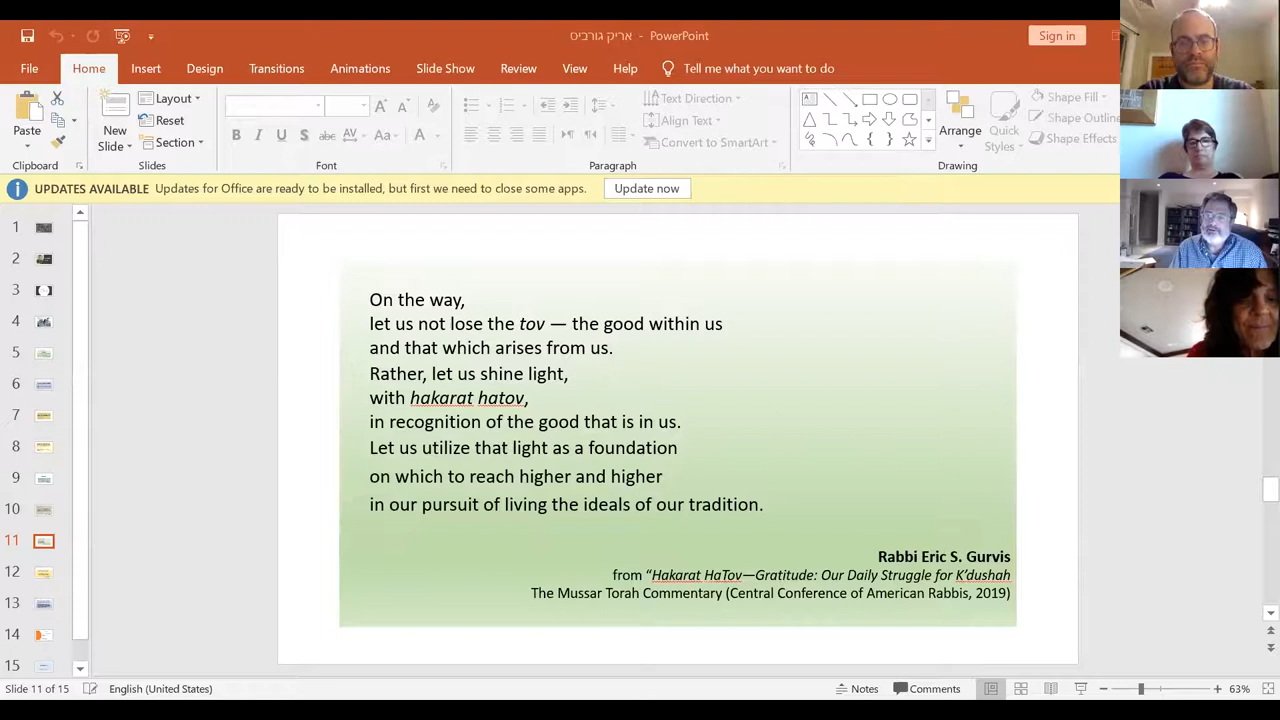 אריק גורביס - PowerPoint
Sign in
File Home Insert Design Transitions Animations Slide Show Review View Help Tell me what you want to do
Paste
New Slide
Layout
Reset
Section
B I U S abc AV Aa A
Text Direction
Align Text
Convert to SmartArt
Arrange
Quick Styles
Shape Fill
Shape Outline
Shape Effects
Clipboard Slides Font Paragraph Drawing
UPDATES AVAILABLE Updates for Office are ready to be installed, but first we need to close some apps. Update now
1
2
3
4
5
6
7
8
9
10
11
12
13
14
15
On the way,
let us not lose the tov — the good within us
and that which arises from us.
Rather, let us shine light,
with hakarat hatov,
in recognition of the good that is in us.
Let us utilize that light as a foundation
on which to reach higher and higher
in our pursuit of living the ideals of our tradition.
Rabbi Eric S. Gurvis
from “Hakarat HaTov—Gratitude: Our Daily Struggle for K’dushah
The Mussar Torah Commentary (Central Conference of American Rabbis, 2019)
Slide 11 of 15 English (United States) Notes Comments 63%